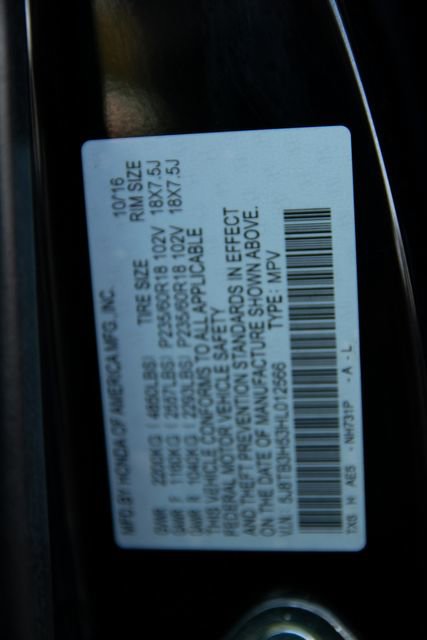 MFD. BY HONDA OF AMERICA MFG., INC. 10/16
TIRE SIZE RIM SIZE
GVWR 2200KG ( 4850LBS)
GAWR F 1160KG ( 2557LBS) P235/60R18 102V 18X7.5J
GAWR R 1040KG ( 2293LBS) P235/60R18 102V 18X7.5J
THIS VEHICLE CONFORMS TO ALL APPLICABLE
FEDERAL MOTOR VEHICLE SAFETY
AND THEFT PREVENTION STANDARDS IN EFFECT
ON THE DATE OF MANUFACTURE SHOWN ABOVE.
V.I.N.: 5J8TB3H53HL012566 TYPE: MPV
TX5 H AES - NH731P - A - L